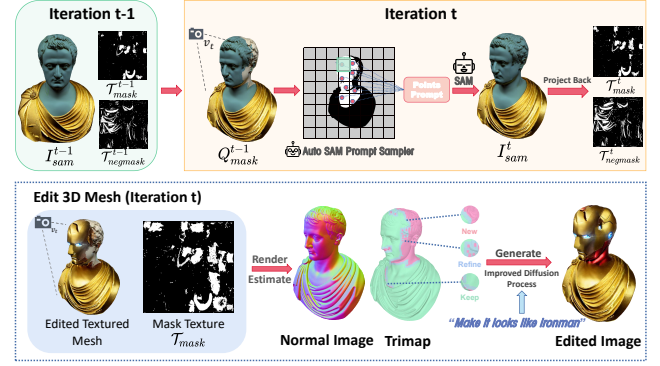 Iteration t-1
Iteration t
v_t
T^{t-1}_{mask}
T^{t-1}_{negmask}
I^{t-1}_{sam}
Q^{t-1}_{mask}
Auto SAM Prompt Sampler
Points
Prompt
SAM
I^{t}_{sam}
Project Back
T^{t}_{mask}
T^{t}_{negmask}
Edit 3D Mesh (Iteration t)
v_t
Edited Textured
Mesh
Mask Texture
T_{mask}
Render
Estimate
Normal Image
Trimap
New
Refine
Keep
Generate
Improved Diffusion
Process
“Make it looks like Ironman”
Edited Image